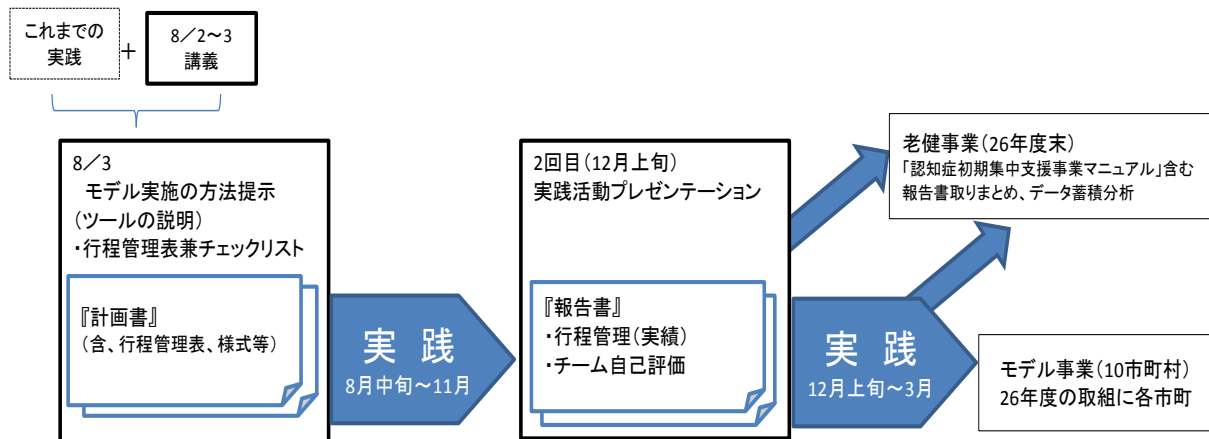 これまでの
実践
+
8/2～3
講義
8/3
モデル実施の方法提示
(ツールの説明)
・行程管理表兼チェックリスト
『計画書』
(含、行程管理表、様式等)
実 践
8月中旬～11月
2回目(12月上旬)
実践活動プレゼンテーション
『報告書』
・行程管理(実績)
・チーム自己評価
実 践
12月上旬～3月
老健事業(26年度末)
「認知症初期集中支援事業マニュアル」含む
報告書取りまとめ、データ蓄積分析
モデル事業(10市町村)
26年度の取組に各市町